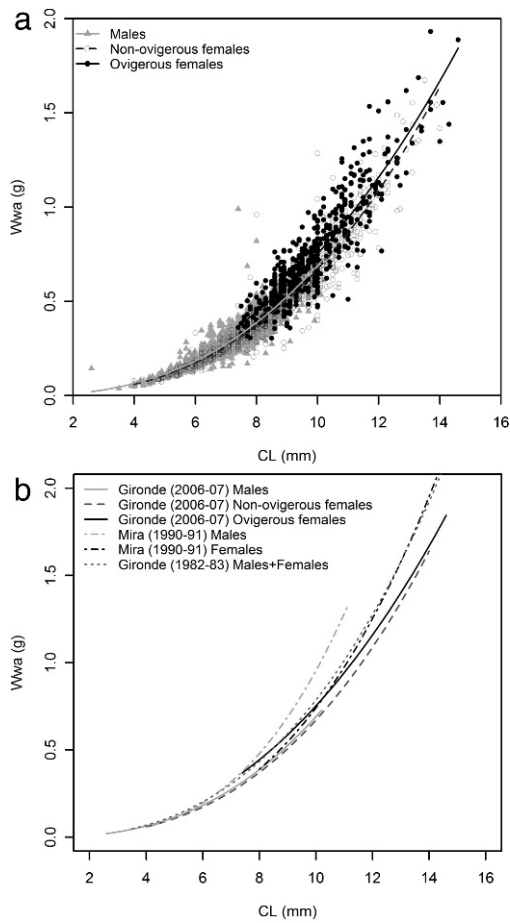 a
Males
Non-ovigerous females
Ovigerous females
Wwa (g)
2.0
1.5
1.0
0.5
0.0
2 4 6 8 10 12 14 16
CL (mm)
b
Gironde (2006-07) Males
Gironde (2006-07) Non-ovigerous females
Gironde (2006-07) Ovigerous females
Mira (1990-91) Males
Mira (1990-91) Females
Gironde (1982-83) Males+Females
Wwa (g)
2.0
1.5
1.0
0.5
0.0
2 4 6 8 10 12 14 16
CL (mm)